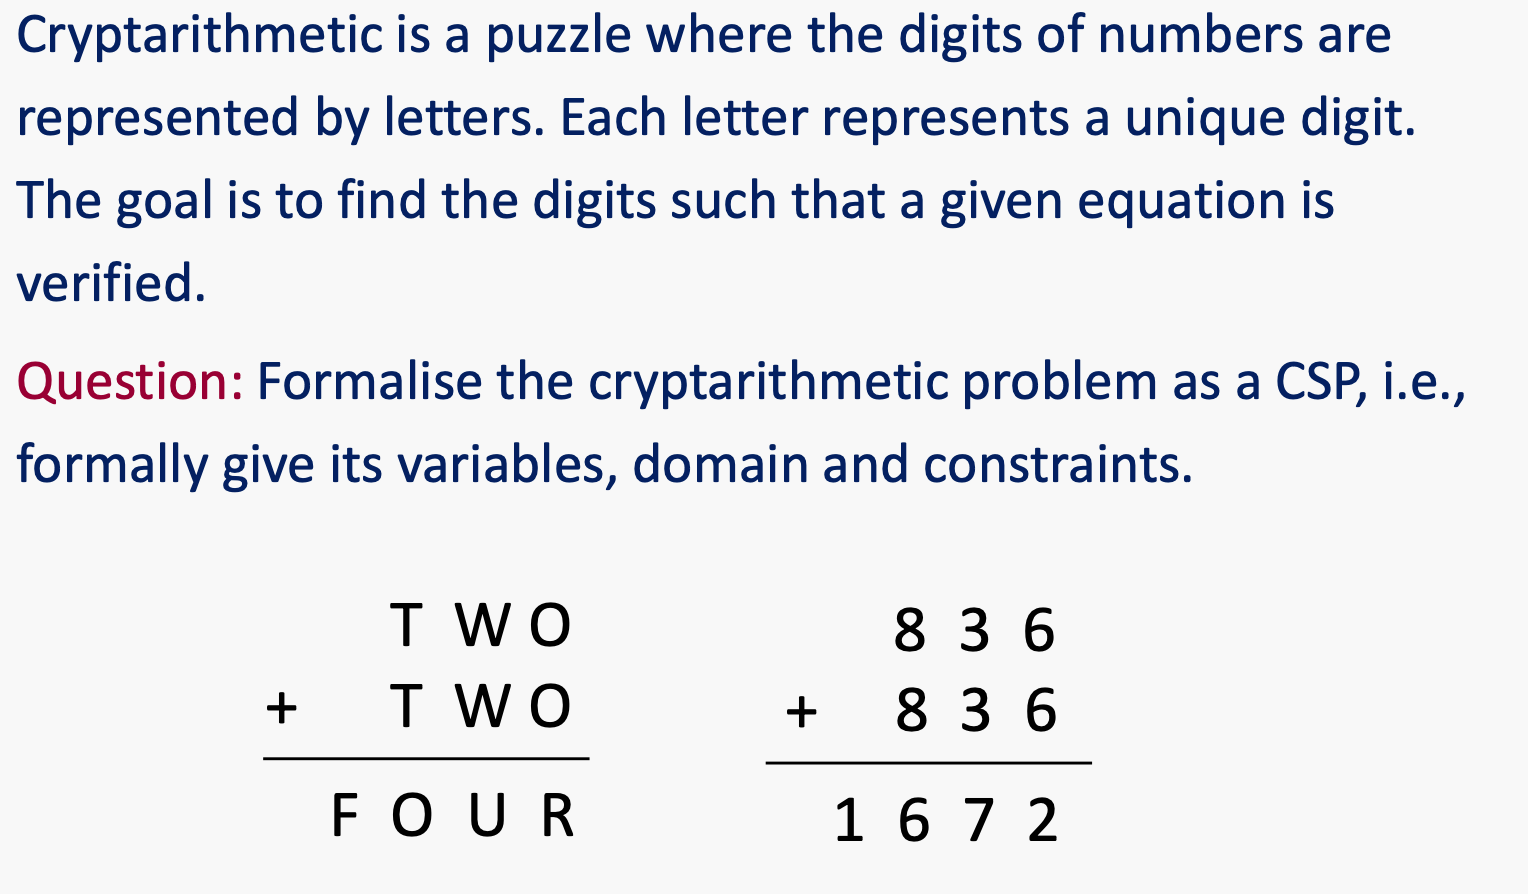 Cryptarithmetic is a puzzle where the digits of numbers are
represented by letters. Each letter represents a unique digit.
The goal is to find the digits such that a given equation is
verified.
Question: Formalise the cryptarithmetic problem as a CSP, i.e.,
formally give its variables, domain and constraints.
T W O
+ T W O
F O U R
8 3 6
+ 8 3 6
1 6 7 2